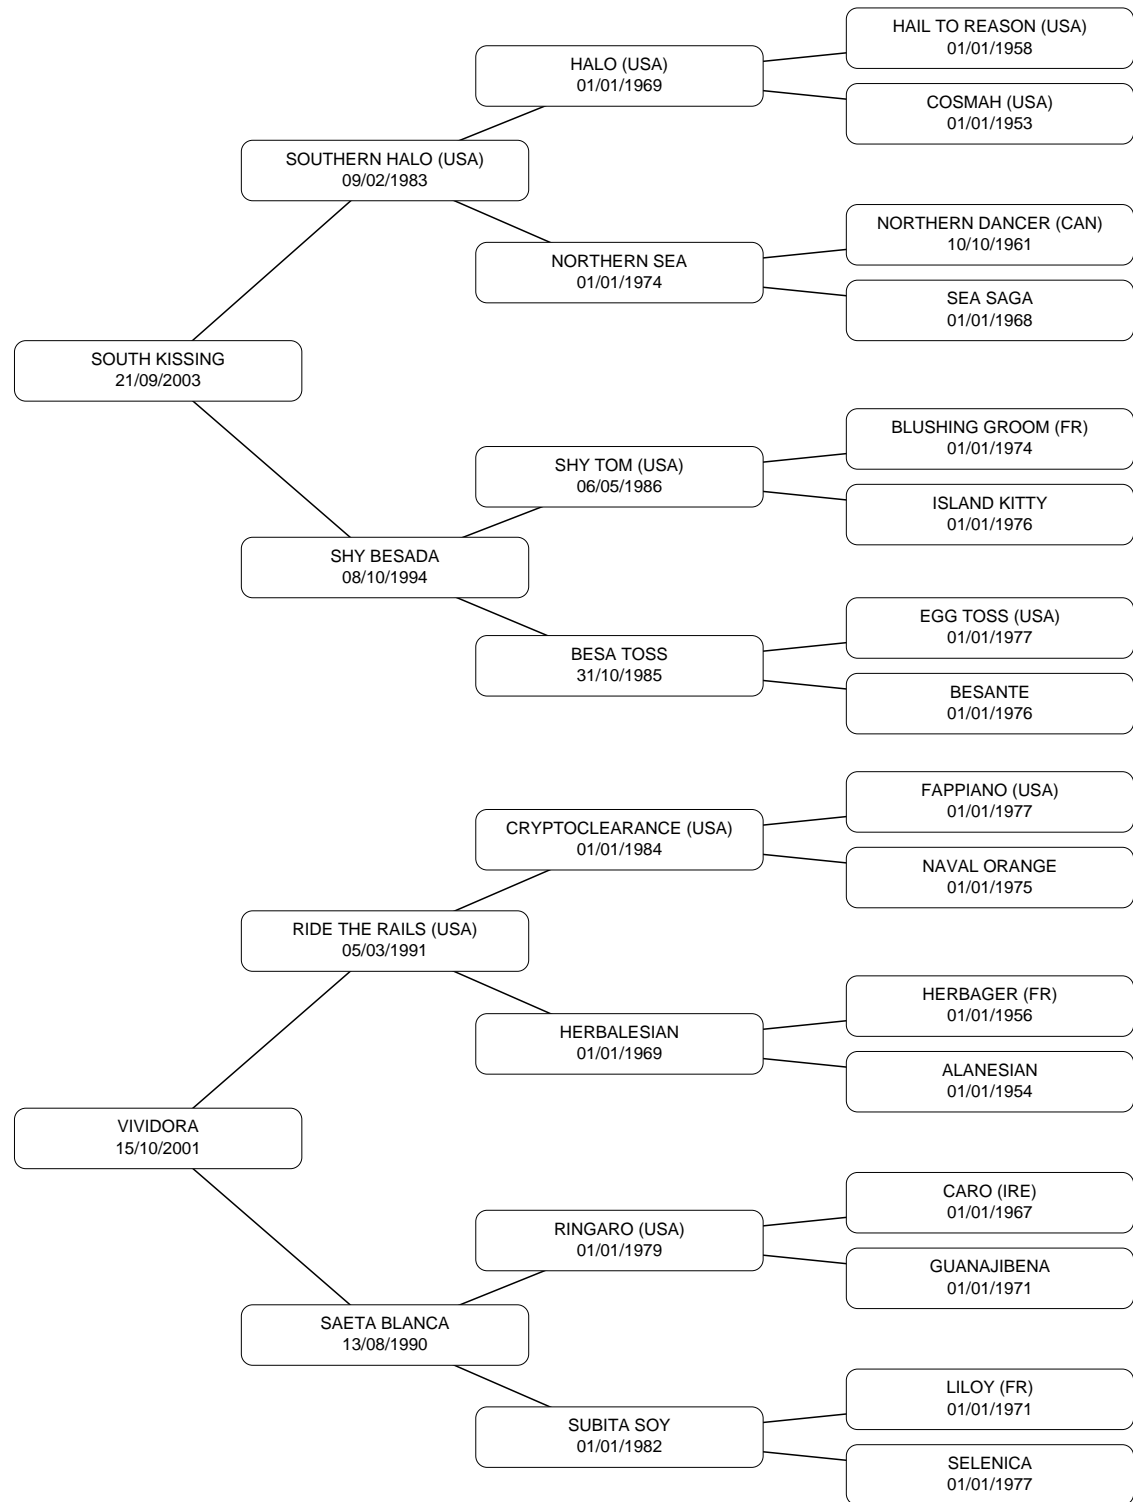 HAIL TO REASON (USA)
01/01/1958
HALO (USA)
01/01/1969
COSMAH (USA)
01/01/1953
SOUTHERN HALO (USA)
09/02/1983
NORTHERN DANCER (CAN)
10/10/1961
NORTHERN SEA
01/01/1974
SEA SAGA
01/01/1968
SOUTH KISSING
21/09/2003
BLUSHING GROOM (FR)
01/01/1974
SHY TOM (USA)
06/05/1986
ISLAND KITTY
01/01/1976
SHY BESADA
08/10/1994
EGG TOSS (USA)
01/01/1977
BESA TOSS
31/10/1985
BESANTE
01/01/1976
FAPPIANO (USA)
01/01/1977
CRYPTOCLEARANCE (USA)
01/01/1984
NAVAL ORANGE
01/01/1975
RIDE THE RAILS (USA)
05/03/1991
HERBAGER (FR)
01/01/1956
HERBALESIAN
01/01/1969
ALANESIAN
01/01/1954
VIVIDORA
15/10/2001
CARO (IRE)
01/01/1967
RINGARO (USA)
01/01/1979
GUANAJIBENA
01/01/1971
SAETA BLANCA
13/08/1990
LILOY (FR)
01/01/1971
SUBITA SOY
01/01/1982
SELENICA
01/01/1977